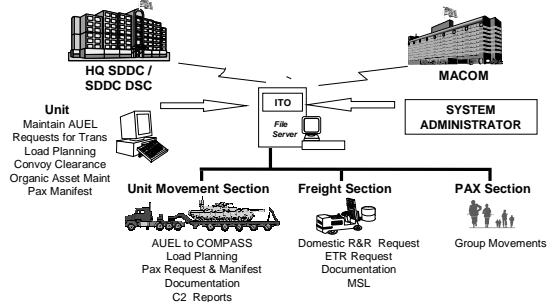 HQ SDDC /
SDDC DSC
MACOM
ITO
File
Server
Unit
Maintain AUEL
Requests for Trans
Load Planning
Convoy Clearance
Organic Asset Maint
Pax Manifest
SYSTEM
ADMINISTRATOR
Unit Movement Section
AUEL to COMPASS
Load Planning
Pax Request & Manifest
Documentation
C2 Reports
Freight Section
Domestic R&R Request
ETR Request
Documentation
MSL
PAX Section
Group Movements